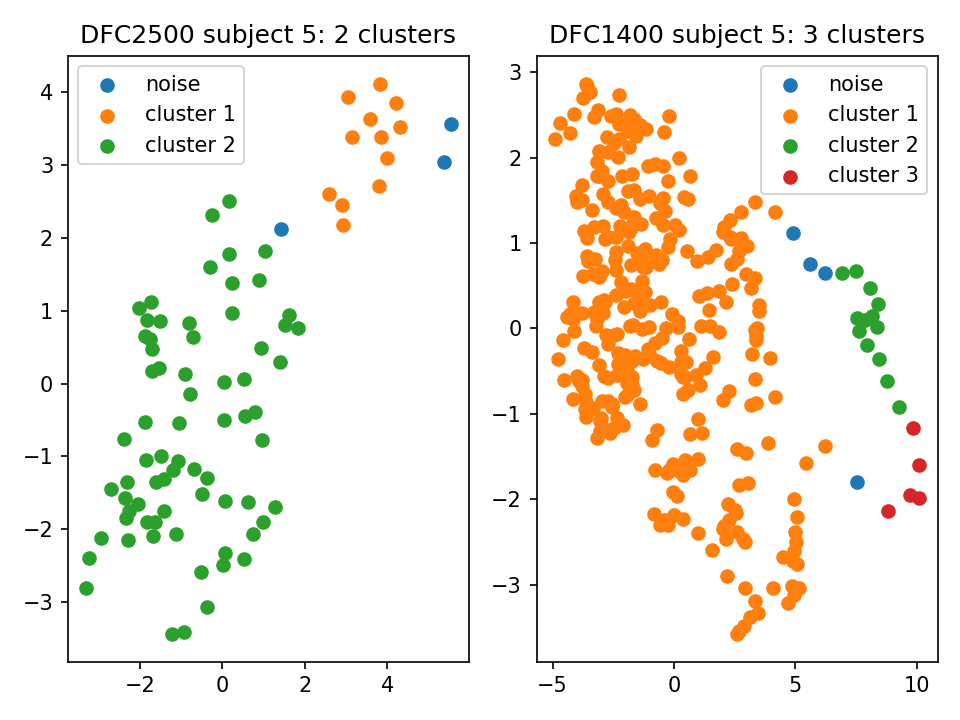 DFC2500 subject 5: 2 clusters
noise
cluster 1
cluster 2
4
3
2
1
0
−1
−2
−3
−2 0 2 4
DFC1400 subject 5: 3 clusters
noise
cluster 1
cluster 2
cluster 3
3
2
1
0
−1
−2
−3
−5 0 5 10